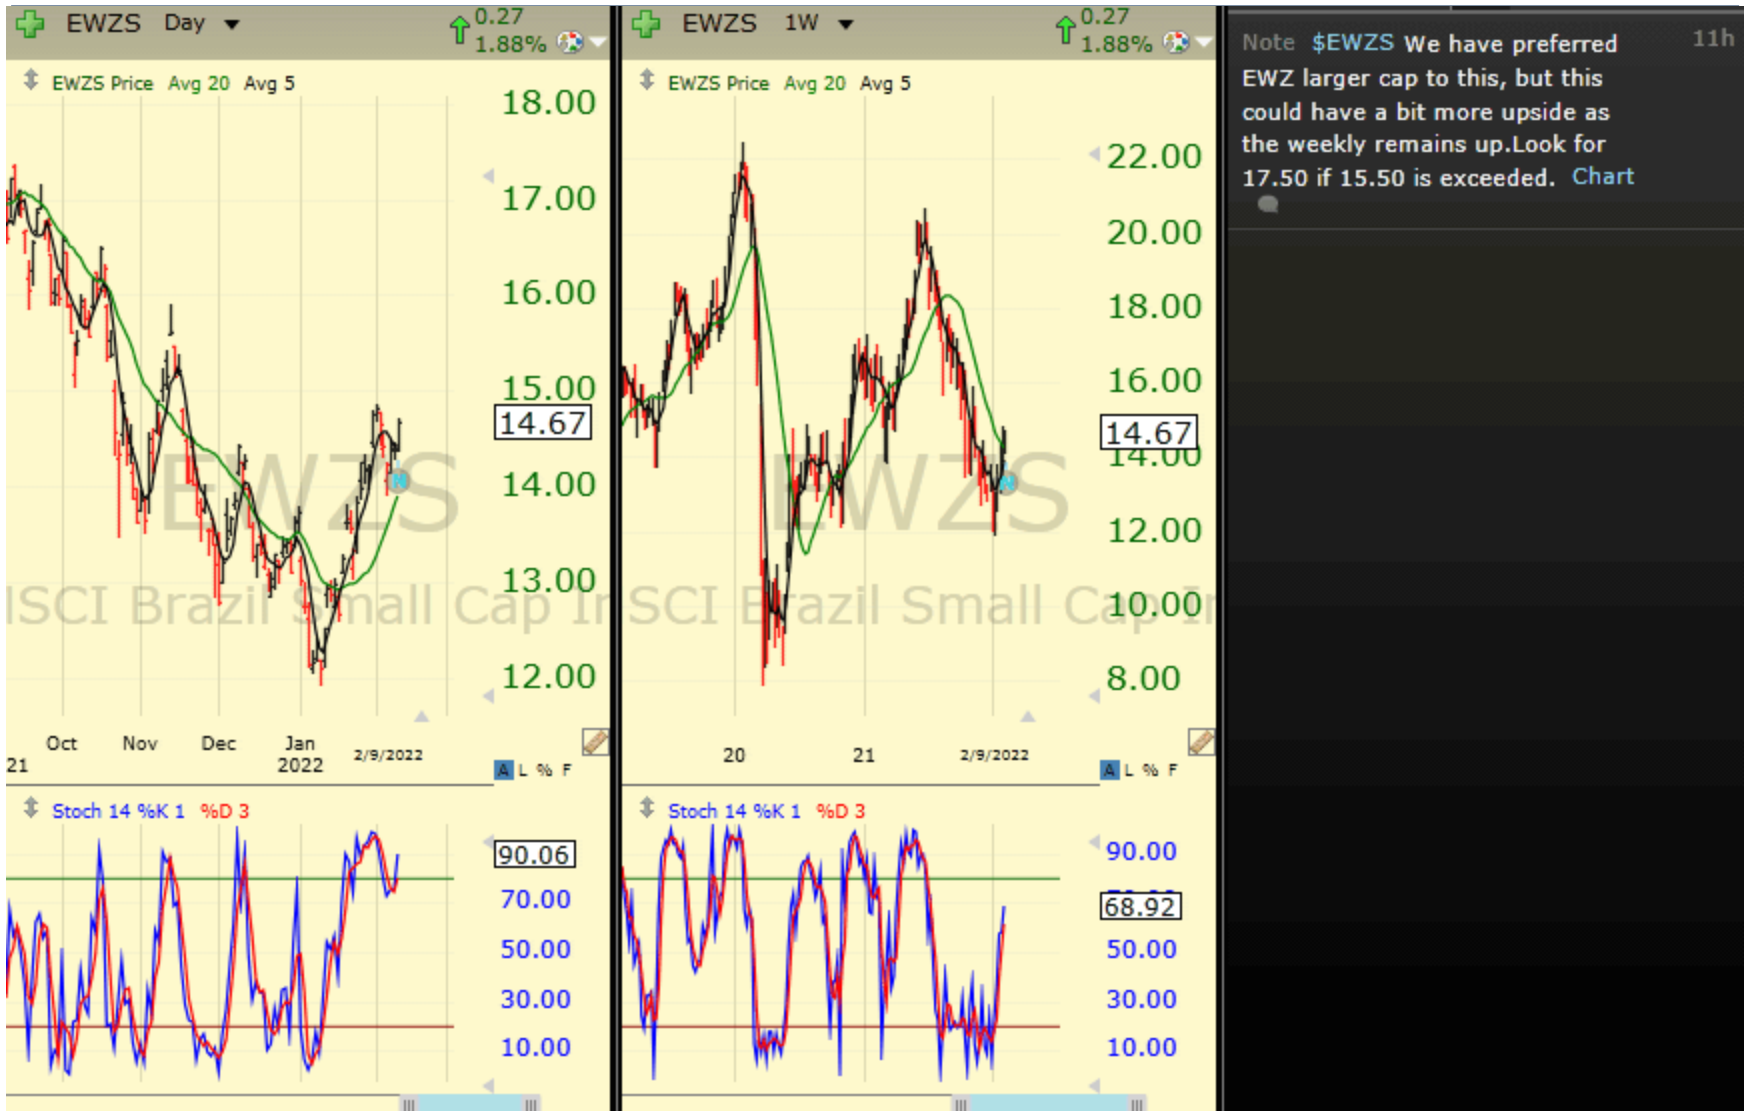 EWZS Day
0.27
1.88%
EWZS Price Avg 20 Avg 5
18.00
17.00
16.00
15.00
14.67
14.00
13.00
12.00
EWZS
ISCI Brazil Small Cap In
Oct Nov Dec Jan 2/9/2022
21 2022
A L % F
Stoch 14 %K 1 %D 3
90.06
70.00
50.00
30.00
10.00
EWZS 1W
0.27
1.88%
EWZS Price Avg 20 Avg 5
22.00
20.00
18.00
16.00
14.67
14.00
12.00
10.00
8.00
EWZS
SCI Brazil Small Cap In
20 21 2/9/2022
A L % F
Stoch 14 %K 1 %D 3
90.00
68.92
50.00
30.00
10.00
N
N
Note $EWZS We have preferred 11h
EWZ larger cap to this, but this
could have a bit more upside as
the weekly remains up.Look for
17.50 if 15.50 is exceeded. Chart